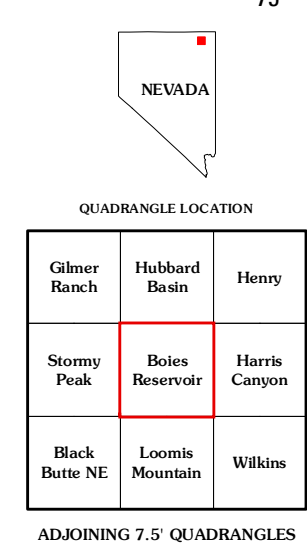 NEVADA
QUADRANGLE LOCATION
Gilmer
Ranch
Hubbard
Basin
Henry
Stormy
Peak
Boies
Reservoir
Harris
Canyon
Black
Butte NE
Loomis
Mountain
Wilkins
ADJOINING 7.5' QUADRANGLES